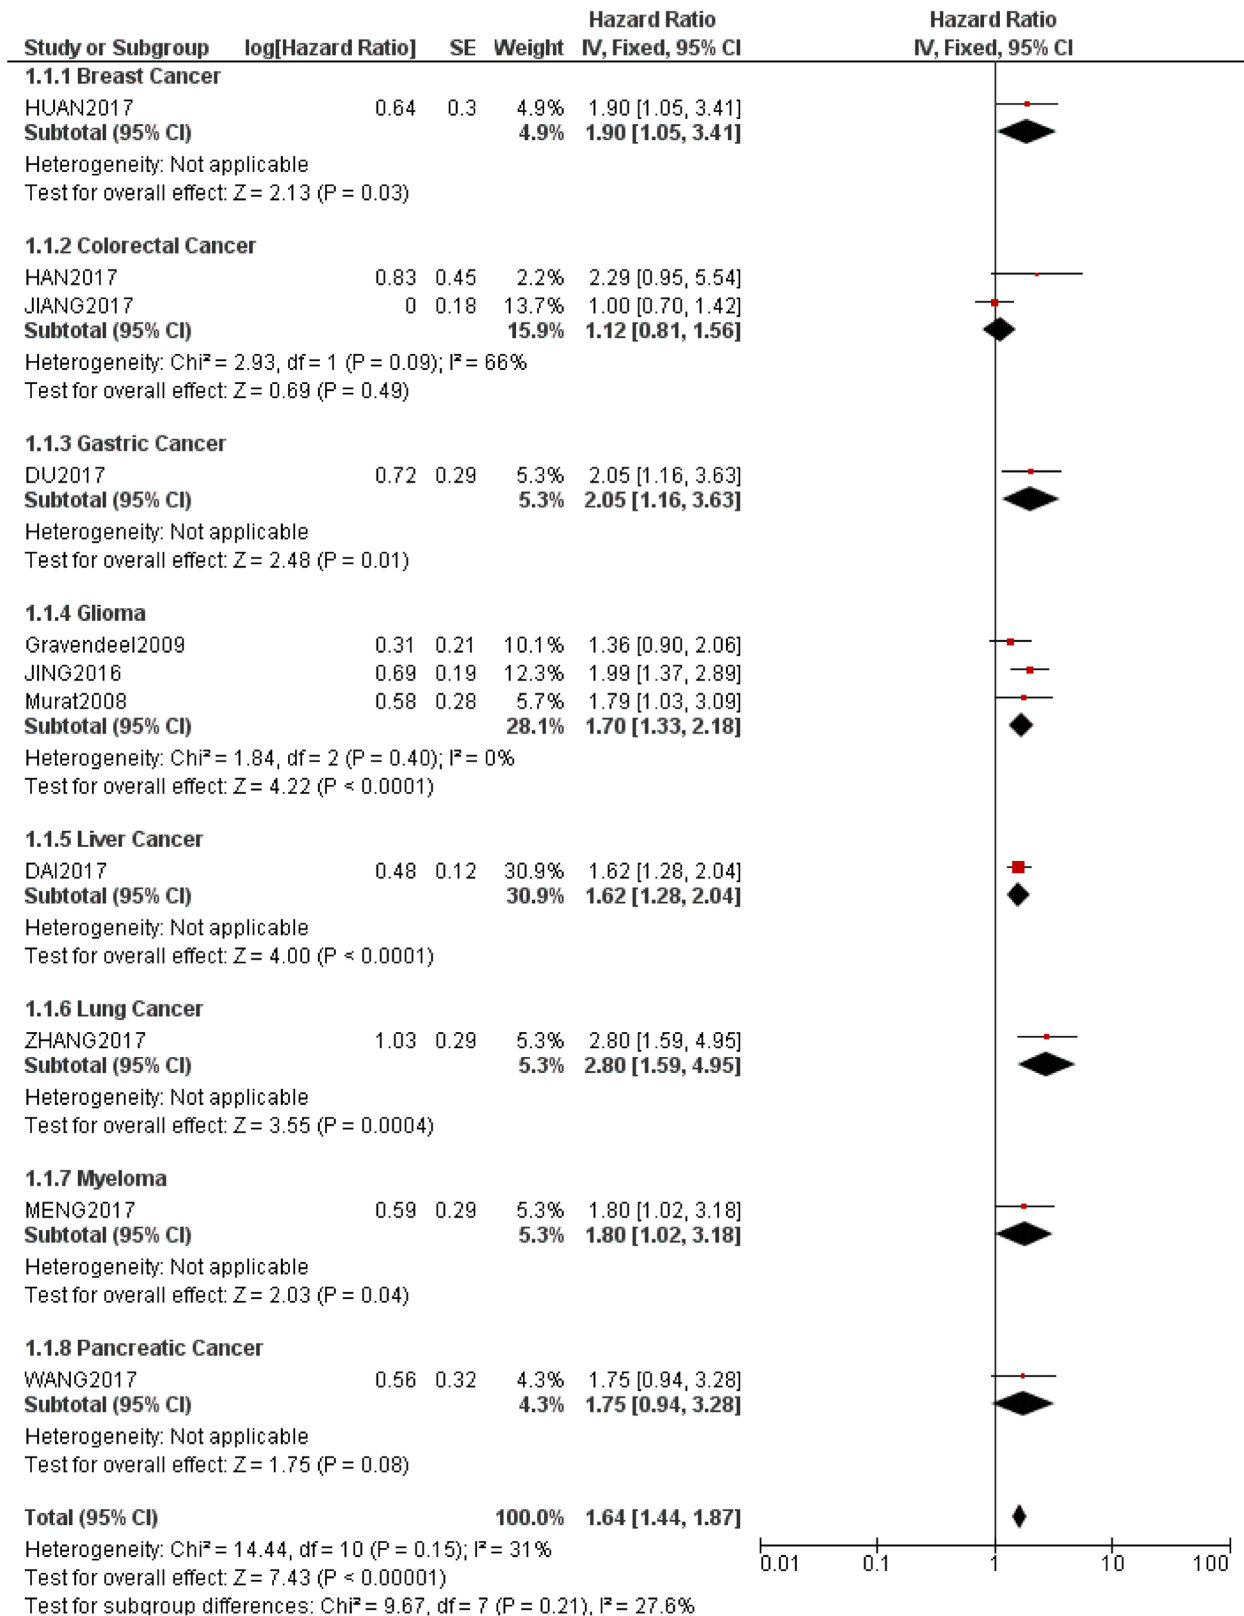 Hazard Ratio Hazard Ratio
Study or Subgroup log[Hazard Ratio] SE Weight IV, Fixed, 95% CI IV, Fixed, 95% CI
1.1.1 Breast Cancer
HUAN2017 0.64 0.3 4.9% 1.90 [1.05, 3.41]
Subtotal (95% CI) 4.9% 1.90 [1.05, 3.41]
Heterogeneity: Not applicable
Test for overall effect: Z = 2.13 (P = 0.03)
1.1.2 Colorectal Cancer
HAN2017 0.83 0.45 2.2% 2.29 [0.95, 5.54]
JIANG2017 0 0.18 13.7% 1.00 [0.70, 1.42]
Subtotal (95% CI) 15.9% 1.12 [0.81, 1.56]
Heterogeneity: Chi² = 2.93, df = 1 (P = 0.09); I² = 66%
Test for overall effect: Z = 0.69 (P = 0.49)
1.1.3 Gastric Cancer
DU2017 0.72 0.29 5.3% 2.05 [1.16, 3.63]
Subtotal (95% CI) 5.3% 2.05 [1.16, 3.63]
Heterogeneity: Not applicable
Test for overall effect: Z = 2.48 (P = 0.01)
1.1.4 Glioma
Gravendeel2009 0.31 0.21 10.1% 1.36 [0.90, 2.06]
JING2016 0.69 0.19 12.3% 1.99 [1.37, 2.89]
Murat2008 0.58 0.28 5.7% 1.79 [1.03, 3.09]
Subtotal (95% CI) 28.1% 1.70 [1.33, 2.18]
Heterogeneity: Chi² = 1.84, df = 2 (P = 0.40); I² = 0%
Test for overall effect: Z = 4.22 (P < 0.0001)
1.1.5 Liver Cancer
DAI2017 0.48 0.12 30.9% 1.62 [1.28, 2.04]
Subtotal (95% CI) 30.9% 1.62 [1.28, 2.04]
Heterogeneity: Not applicable
Test for overall effect: Z = 4.00 (P < 0.0001)
1.1.6 Lung Cancer
ZHANG2017 1.03 0.29 5.3% 2.80 [1.59, 4.95]
Subtotal (95% CI) 5.3% 2.80 [1.59, 4.95]
Heterogeneity: Not applicable
Test for overall effect: Z = 3.55 (P = 0.0004)
1.1.7 Myeloma
MENG2017 0.59 0.29 5.3% 1.80 [1.02, 3.18]
Subtotal (95% CI) 5.3% 1.80 [1.02, 3.18]
Heterogeneity: Not applicable
Test for overall effect: Z = 2.03 (P = 0.04)
1.1.8 Pancreatic Cancer
WANG2017 0.56 0.32 4.3% 1.75 [0.94, 3.28]
Subtotal (95% CI) 4.3% 1.75 [0.94, 3.28]
Heterogeneity: Not applicable
Test for overall effect: Z = 1.75 (P = 0.08)
Total (95% CI) 100.0% 1.64 [1.44, 1.87]
Heterogeneity: Chi² = 14.44, df = 10 (P = 0.15); I² = 31%
Test for overall effect: Z = 7.43 (P < 0.00001)
Test for subgroup differences: Chi² = 9.67, df = 7 (P = 0.21), I² = 27.6%
0.01 0.1 1 10 100